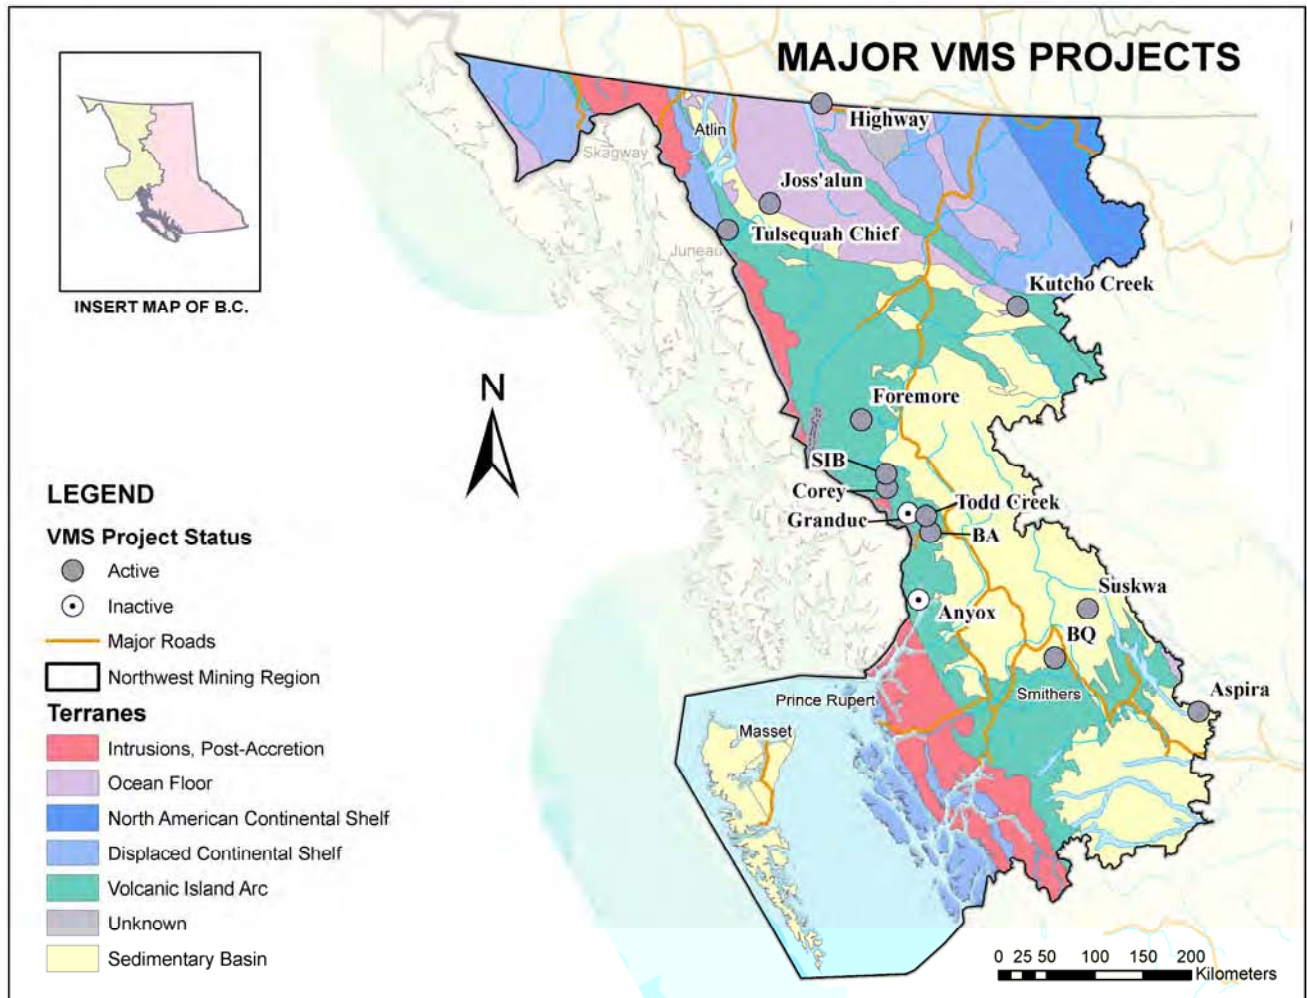 MAJOR VMS PROJECTS
INSERT MAP OF B.C.
Highway
Atlin
Skagway
Joss'alun
Tulsequah Chief
Juneau
Kutcho Creek
N
Foremore
SIB
Corey
Todd Creek
Granduc
BA
Suskwa
Anyox
BQ
Aspira
Smithers
Prince Rupert
Masset
LEGEND
VMS Project Status
Active
Inactive
Major Roads
Northwest Mining Region
Terranes
Intrusions, Post-Accretion
Ocean Floor
North American Continental Shelf
Displaced Continental Shelf
Volcanic Island Arc
Unknown
Sedimentary Basin
0 25 50 100 150 200
Kilometers